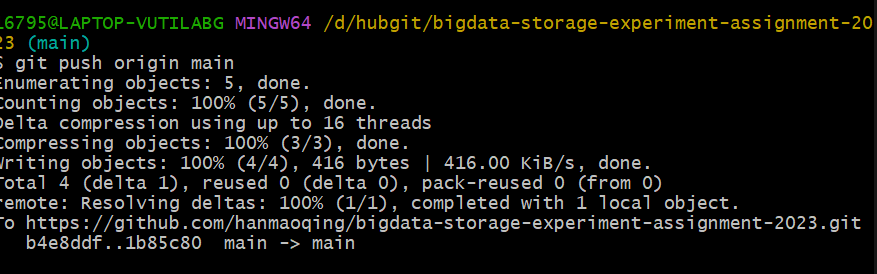 L6795@LAPTOP-VUTILABG MINGW64 /d/hubgit/bigdata-storage-experiment-assignment-20
23 (main)
$ git push origin main
Enumerating objects: 5, done.
Counting objects: 100% (5/5), done.
Delta compression using up to 16 threads
Compressing objects: 100% (3/3), done.
Writing objects: 100% (4/4), 416 bytes | 416.00 KiB/s, done.
Total 4 (delta 1), reused 0 (delta 0), pack-reused 0 (from 0)
remote: Resolving deltas: 100% (1/1), completed with 1 local object.
To https://github.com/hanmaoqing/bigdata-storage-experiment-assignment-2023.git
b4e8ddf..1b85c80  main -> main